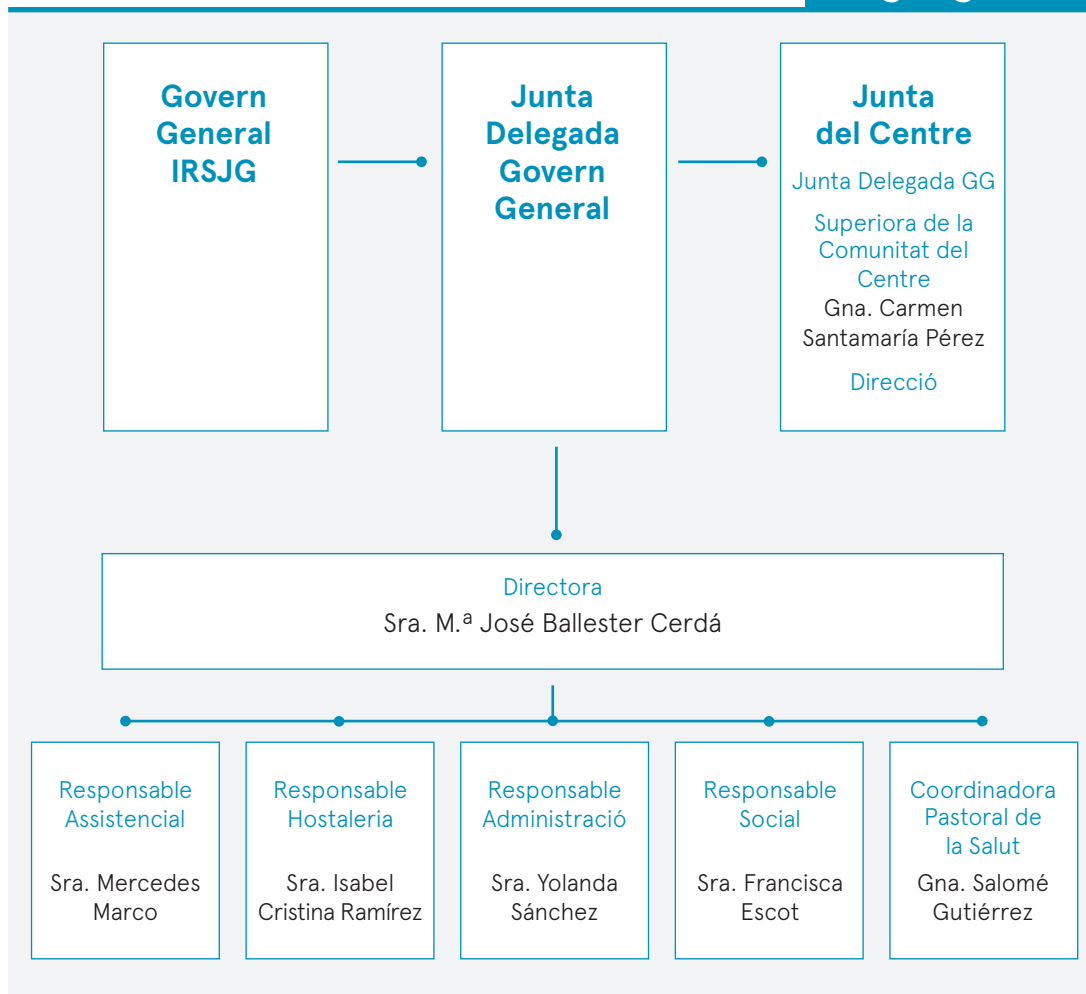 Govern
General
IRSJG
Junta
Delegada
Govern
General
Junta
del Centre
Junta Delegada GG
Superiora de la
Comunitat del
Centre
Gna. Carmen
Santamaría Pérez
Direcció
Directora
Sra. M.ª José Ballester Cerdá
Responsable
Assistencial
Sra. Mercedes
Marco
Responsable
Hostaleria
Sra. Isabel
Cristina Ramírez
Responsable
Administració
Sra. Yolanda
Sánchez
Responsable
Social
Sra. Francisca
Escot
Coordinadora
Pastoral de
la Salut
Gna. Salomé
Gutiérrez